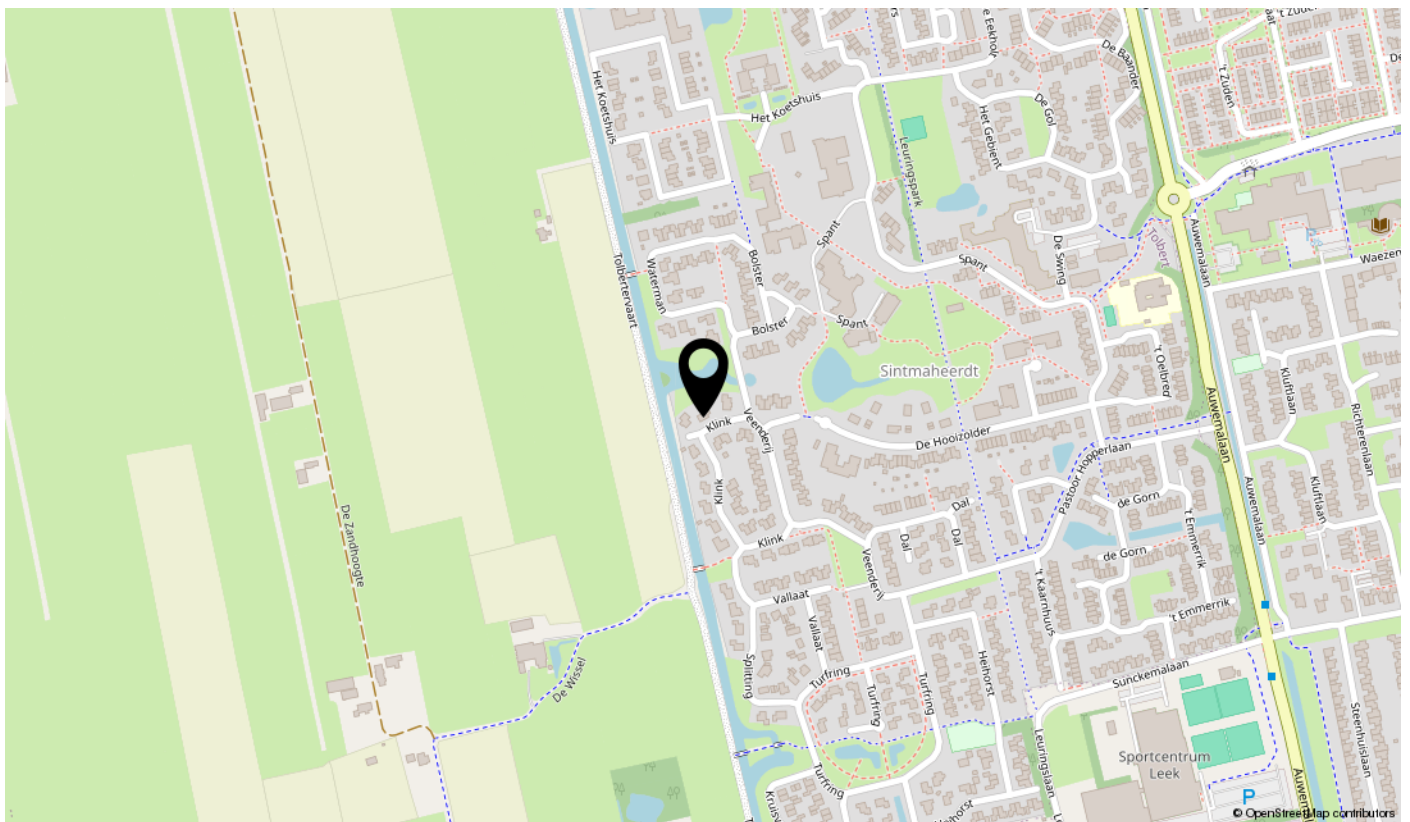 De Eekhof
't Zuden
De Baander
't Zuden
Het Koetshuis
Het Koetshuis
De Gol
Het Gebient
Leuringspark
Spant
Spant
De Swing
Tolbert
Auwemalaan
Waterman
Bolster
Tolbertervaart
Bolster
Spant
Sintmaheerdt
't Oelbred
Kluftlaan
Auwemalaan
Richterenlaan
Klink
Veenderij
De Hooizolder
Pastoor Hopperlaan
Klink
Dal
de Gorn
Auwemalaan
Kluftlaan
De Zandhoogte
Klink
Veenderij
Dal
Dal
de Gorn
't Emmerrik
't Kaarnhuus
Vallaat
Vallaat
't Emmerrik
De Wissel
Splitting
Turfring
Turfring
Turfring
Heihorst
Sunckemalaan
Steenhuislaan
Leuringslaan
Sportcentrum
Leek
Turfring
Heihorst
P
© OpenStreetMap contributors